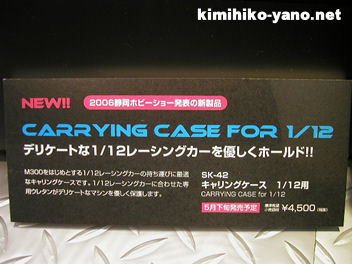 kimihiko-yano.net
NEW!!
2006静岡ホビーショー発表の新製品
CARRYING CASE FOR 1/12
デリケートな1/12レーシングカーを優しくホールド!!
M300をはじめとする1/12レーシングカーの持ち運びに最適
なキャリングケースです。1/12レーシングカーに合わせた専
用ウレタンがデリケートなマシンを優しく保護します。
SK-42
キャリングケース 1/12用
CARRYING CASE for 1/12
5月下旬発売予定
¥4,500